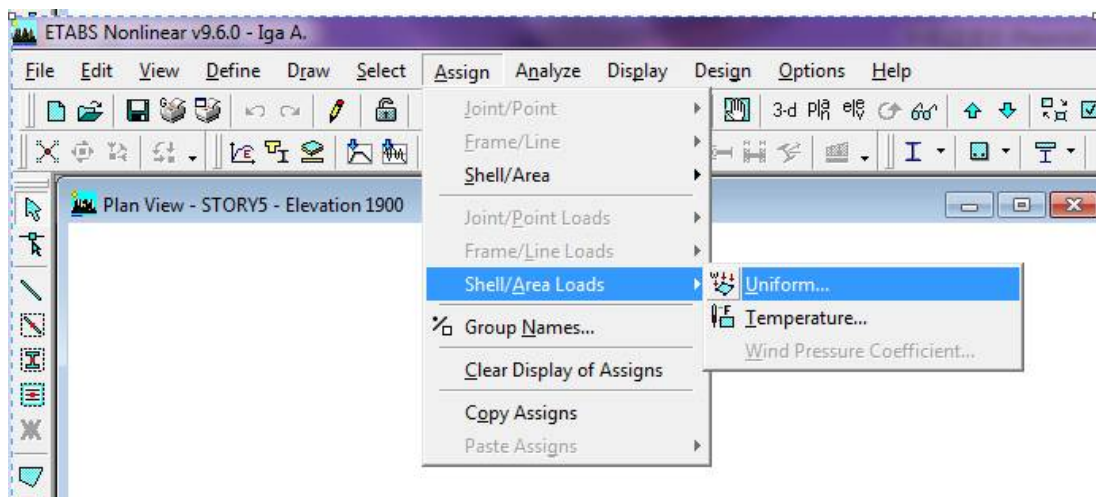 ETABS Nonlinear v9.6.0 - Iga A.
File Edit View Define Draw Select Assign Analyze Display Design Options Help
3-d
Plan View - STORY5 - Elevation 1900
Joint/Point
Frame/Line
Shell/Area
Joint/Point Loads
Frame/Line Loads
Shell/Area Loads
Group Names...
Clear Display of Assigns
Copy Assigns
Paste Assigns
Uniform...
Temperature...
Wind Pressure Coefficient...